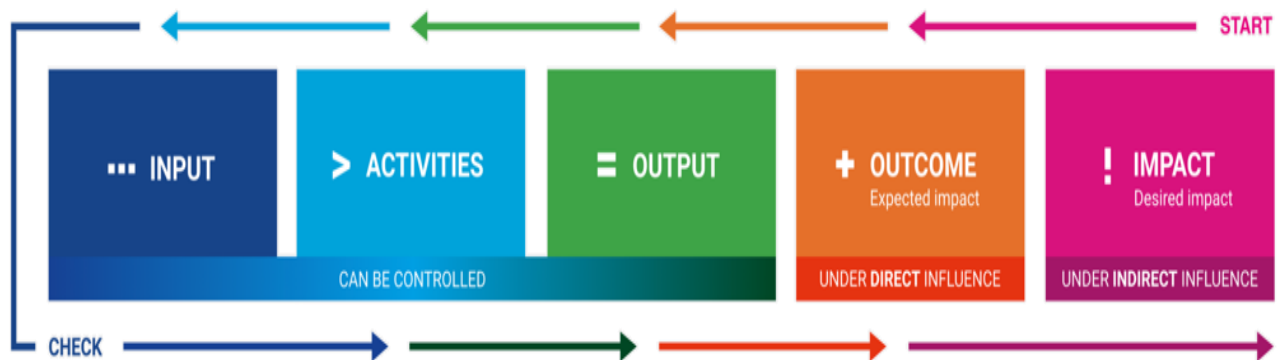 START
... INPUT
> ACTIVITIES
= OUTPUT
+ OUTCOME
Expected impact
! IMPACT
Desired impact
CAN BE CONTROLLED
UNDER DIRECT INFLUENCE
UNDER INDIRECT INFLUENCE
CHECK